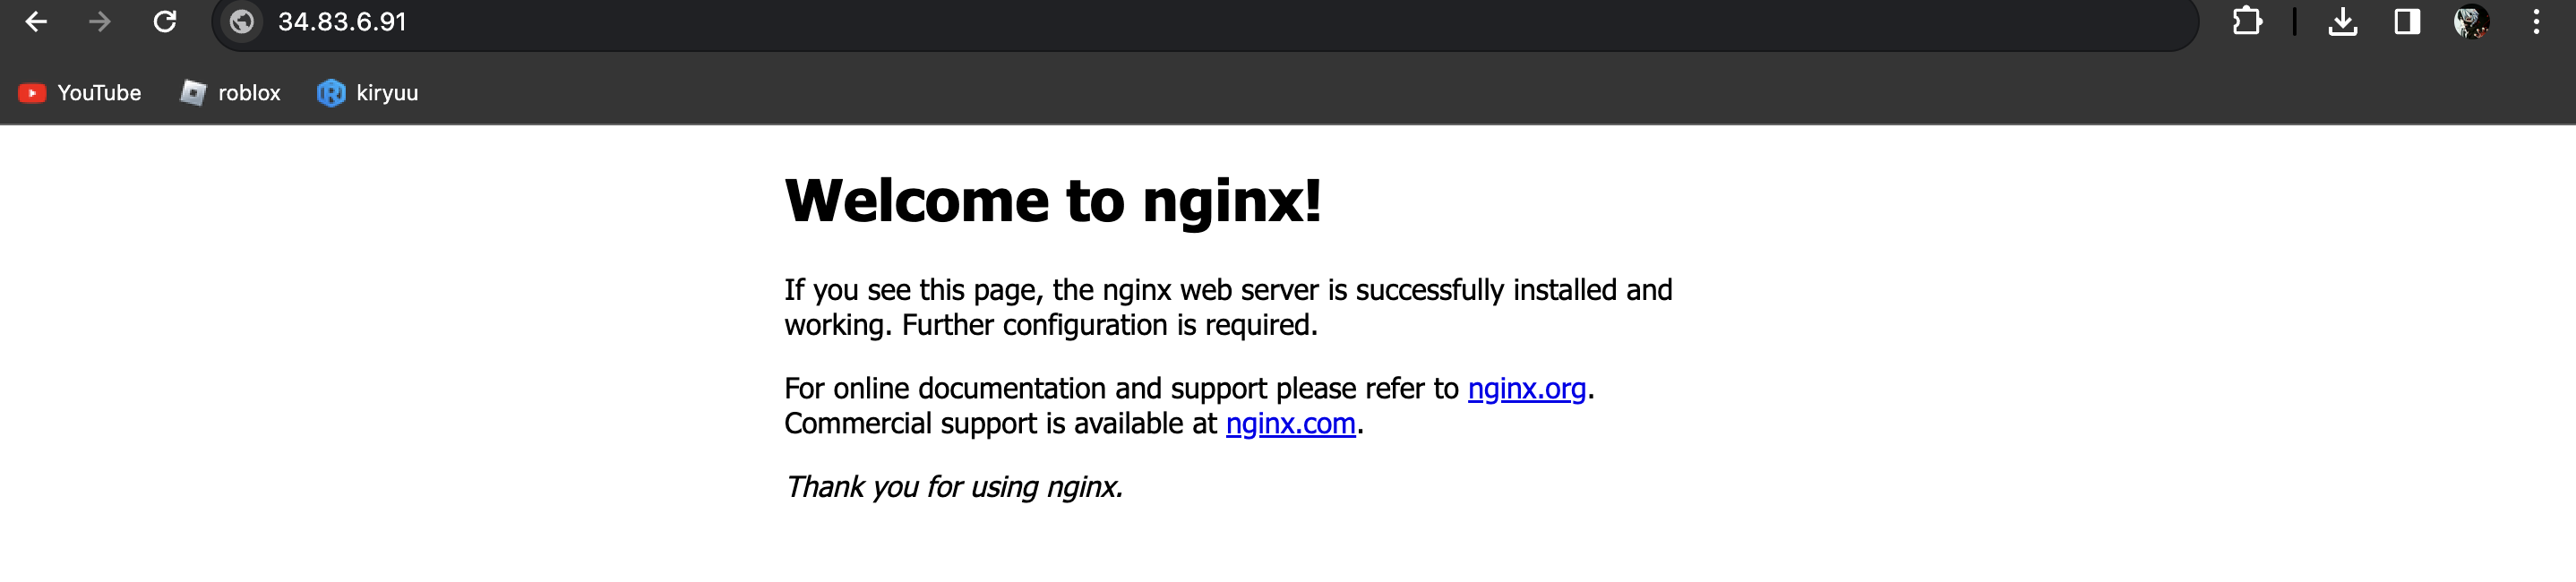 34.83.6.91
YouTube roblox kiryuu
Welcome to nginx!
If you see this page, the nginx web server is successfully installed and
working. Further configuration is required.
For online documentation and support please refer to nginx.org.
Commercial support is available at nginx.com.
Thank you for using nginx.